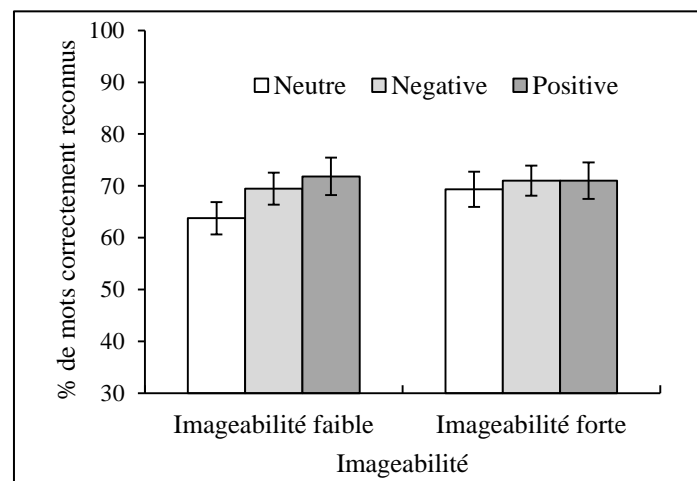 % de mots correctement reconnus
100
90
80
70
60
50
40
30
Neutre Negative Positive
Imageabilité faible Imageabilité forte
Imageabilité